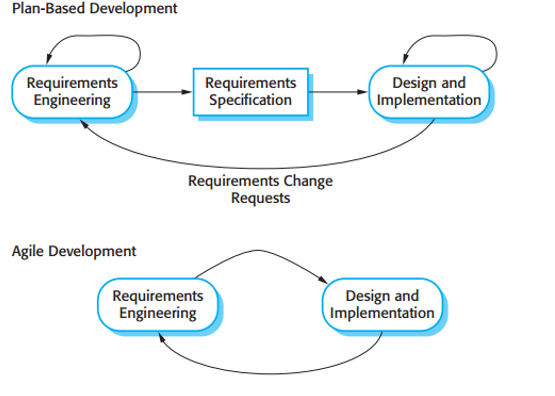 Plan-Based Development
Requirements
Engineering
Requirements
Specification
Design and
Implementation
Requirements Change
Requests
Agile Development
Requirements
Engineering
Design and
Implementation